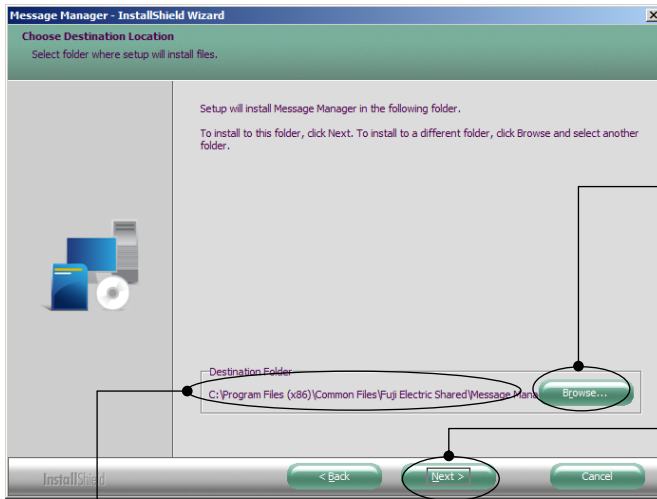 Message Manager - InstallShield Wizard
Choose Destination Location
Select folder where setup will install files.
Setup will install Message Manager in the following folder.
To install to this folder, click Next. To install to a different folder, click Browse and select another
folder.
Destination Folder
C:\Program Files (x86)\Common Files\Fuji Electric Shared\Message Mana
Browse...
InstallShield
< Back
Next >
Cancel